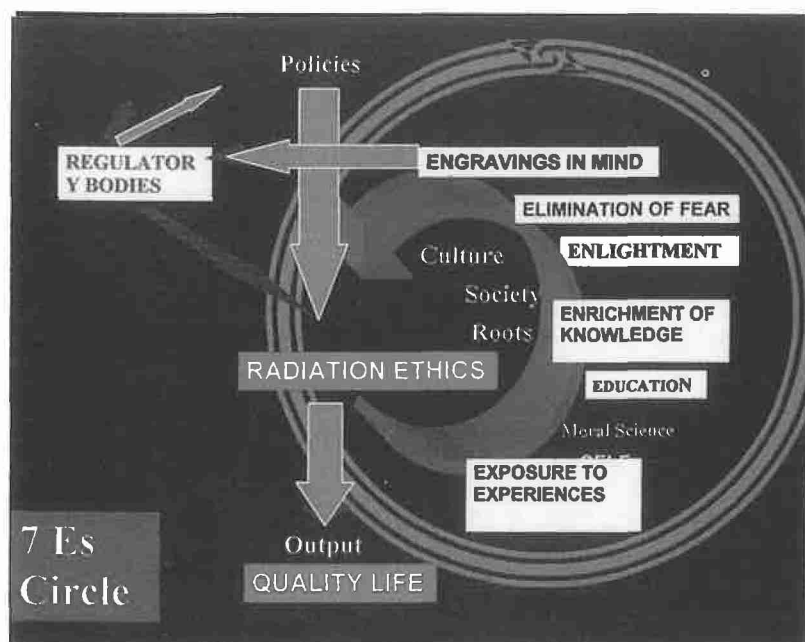 Policies
REGULATOR
Y BODIES
ENGRAVINGS IN MIND
ELIMINATION OF FEAR
ENLIGHTMENT
Culture
Society
Roots
ENRICHMENT OF
KNOWLEDGE
RADIATION ETHICS
EDUCATION
Moral Science
EXPOSURE TO
EXPERIENCES
7 Es
Circle
Output
QUALITY LIFE